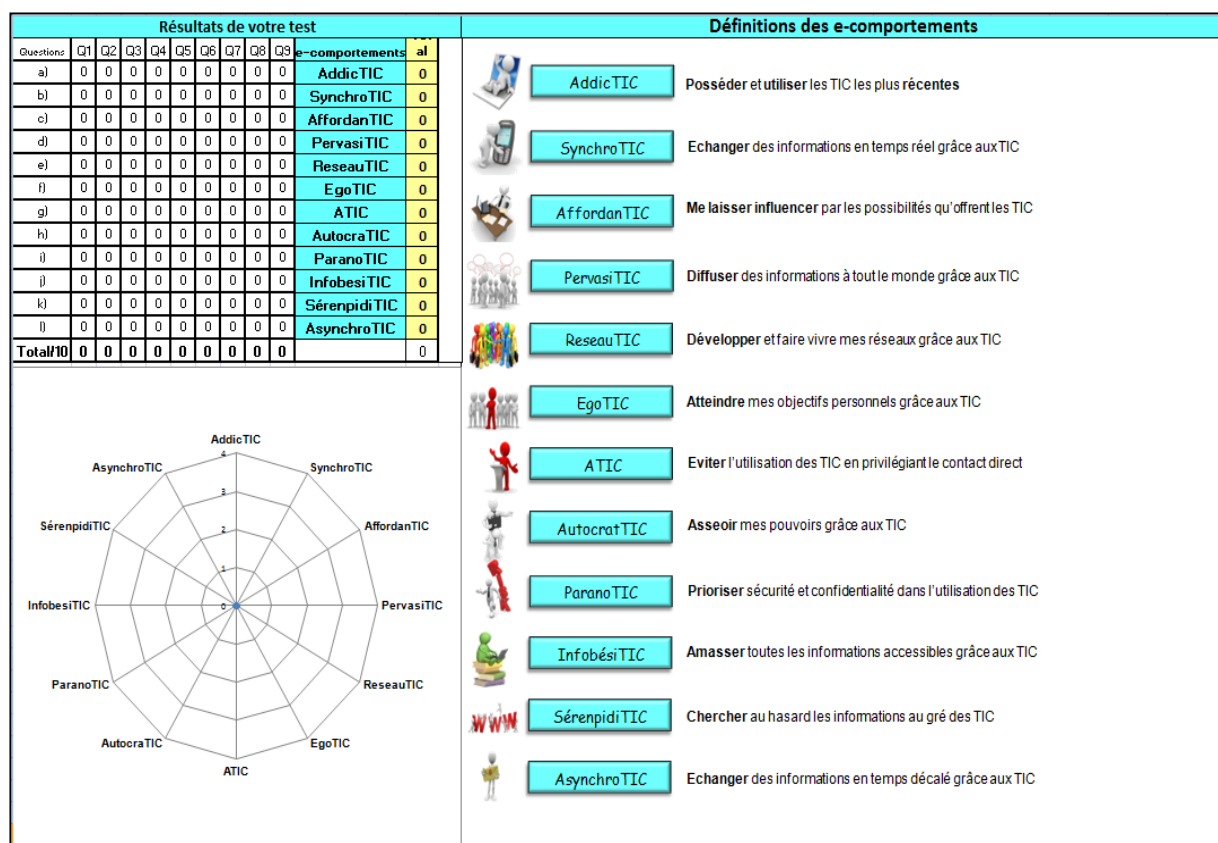 Résultats de votre test
Questions Q1 Q2 Q3 Q4 Q5 Q6 Q7 Q8 Q9 e-comportements al
a) 0 0 0 0 0 0 0 0 0 AddicTIC 0
b) 0 0 0 0 0 0 0 0 0 SynchroTIC 0
c) 0 0 0 0 0 0 0 0 0 AffordanTIC 0
d) 0 0 0 0 0 0 0 0 0 PervasiTIC 0
e) 0 0 0 0 0 0 0 0 0 ReseauTIC 0
f) 0 0 0 0 0 0 0 0 0 EgoTIC 0
g) 0 0 0 0 0 0 0 0 0 ATIC 0
h) 0 0 0 0 0 0 0 0 0 AutocraTIC 0
i) 0 0 0 0 0 0 0 0 0 ParanoTIC 0
j) 0 0 0 0 0 0 0 0 0 InfobesiTIC 0
k) 0 0 0 0 0 0 0 0 0 SérenpidiTIC 0
l) 0 0 0 0 0 0 0 0 0 AsynchroTIC 0
Total/10 0 0 0 0 0 0 0 0 0 0
AddicTIC
4
AsynchroTIC SynchroTIC
3
SérenpidiTIC AffordanTIC
2
1
InfobesiTIC 0 PervasiTIC
ParanoTIC ReseauTIC
AutocraTIC EgoTIC
ATIC
Définitions des e-comportements
AddicTIC Posséder et utiliser les TIC les plus récentes
SynchroTIC Echanger des informations en temps réel grâce aux TIC
AffordanTIC Me laisser influencer par les possibilités qu'offrent les TIC
PervasiTIC Diffuser des informations à tout le monde grâce aux TIC
ReseauTIC Développer et faire vivre mes réseaux grâce aux TIC
EgoTIC Atteindre mes objectifs personnels grâce aux TIC
ATIC Eviter l'utilisation des TIC en privilégiant le contact direct
AutocratTIC Asseoir mes pouvoirs grâce aux TIC
ParanoTIC Prioriser sécurité et confidentialité dans l'utilisation des TIC
InfobésiTIC Amasser toutes les informations accessibles grâce aux TIC
WWW SérenpidiTIC Chercher au hasard les informations au gré des TIC
AsynchroTIC Echanger des informations en temps décalé grâce aux TIC